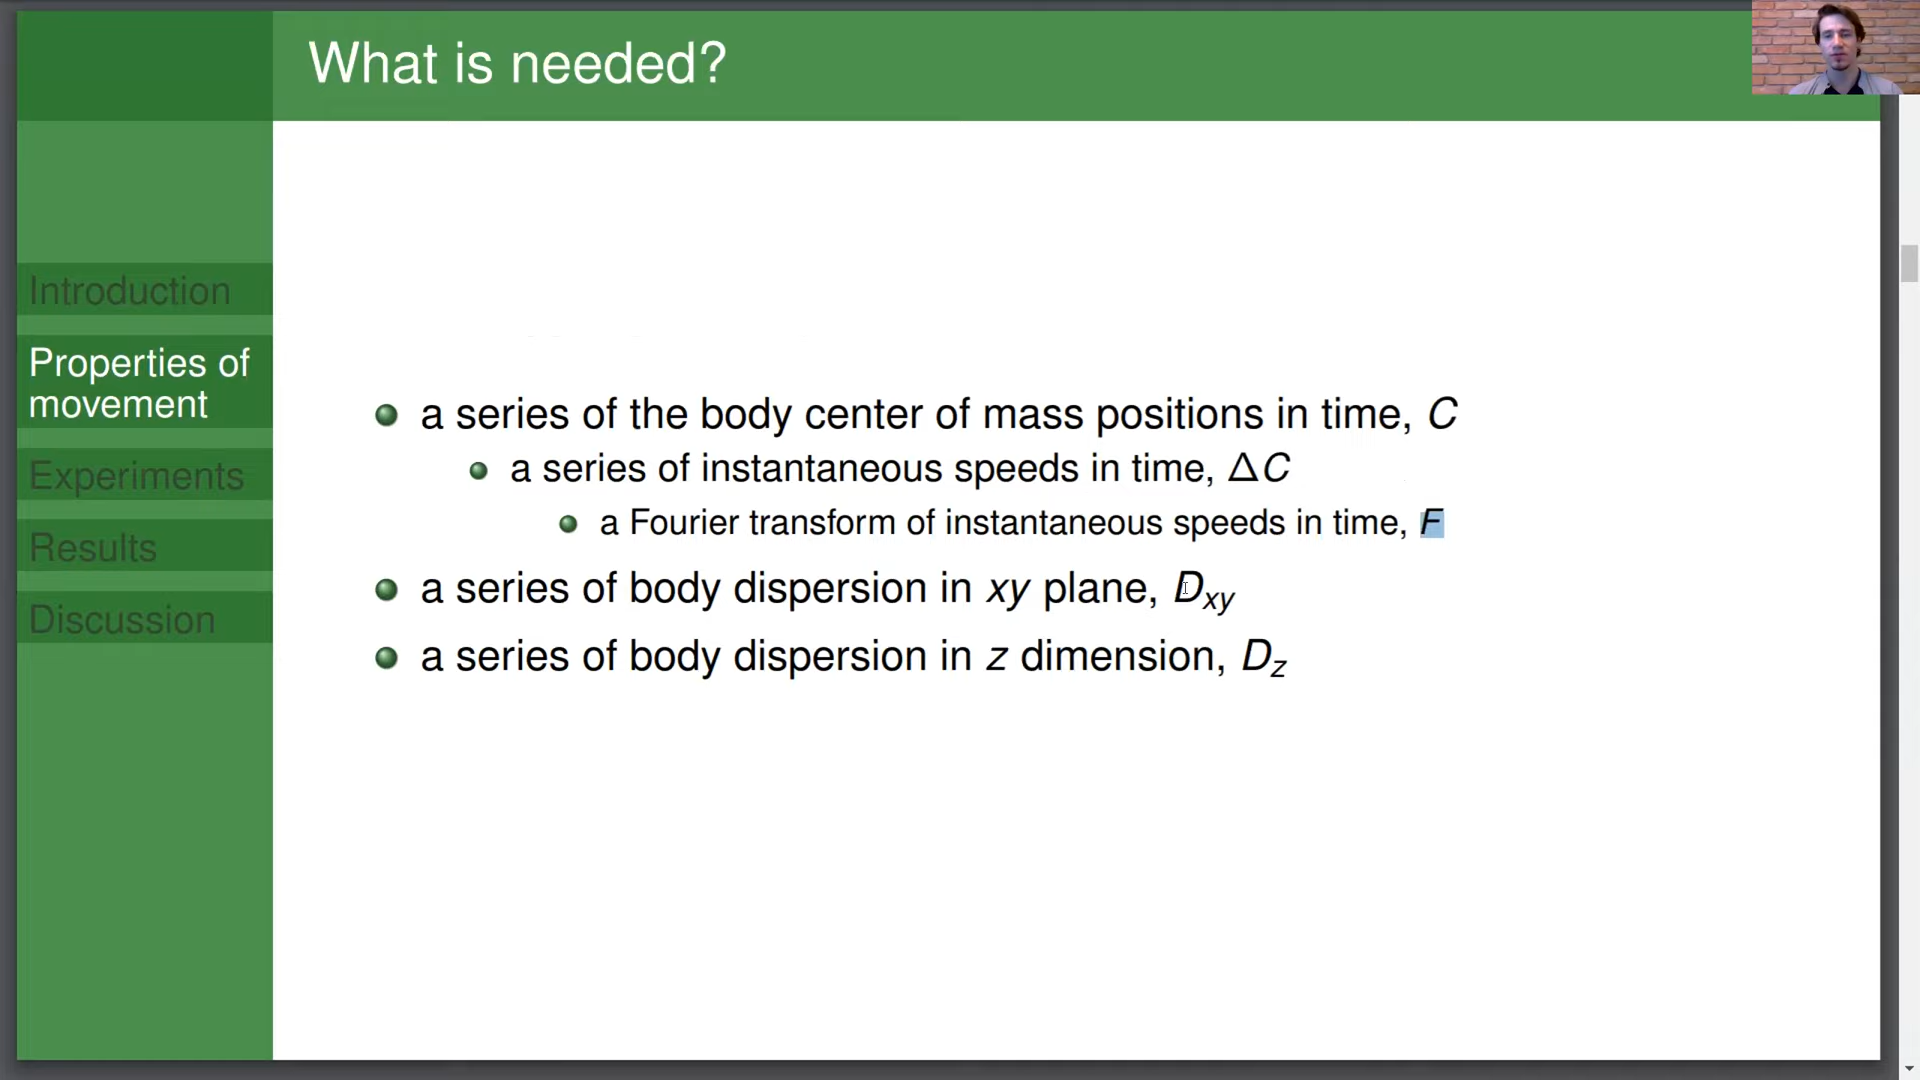 What is needed?
Introduction
Properties of
movement
Experiments
Results
Discussion
a series of the body center of mass positions in time, C
a series of instantaneous speeds in time, ΔC
a Fourier transform of instantaneous speeds in time, F
a series of body dispersion in xy plane, D_xy
a series of body dispersion in z dimension, D_z